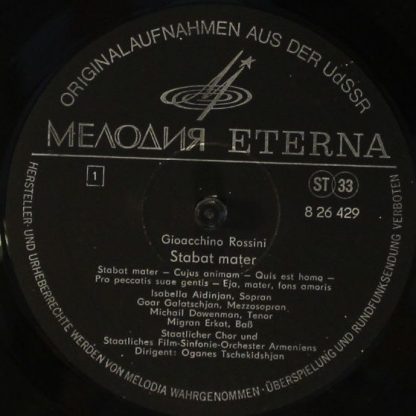 ORIGINALAUFNAHMEN AUS DER UdSSR
МЕЛОДИЯ ETERNA
1
ST 33
8 26 429
Gioacchino Rossini
Stabat mater
Stabat mater – Cujus animam – Quis est homo –
Pro peccatis suae gentis – Eja, mater, fons amoris
Isabella Aidinjan, Sopran
Goar Galatschjan, Mezzosopran
Michail Dowenman, Tenor
Migran Erkat, Baß
Staatlicher Chor und
Staatliches Film-Sinfonie-Orchester Armeniens
Dirigent: Oganes Tschekidshjan
HERSTELLER UND URHEBERRECHTE WERDEN VON MELODIA WAHRGENOMMEN · ÜBERSPIELUNG UND RUNDFUNKSENDUNG VERBOTEN